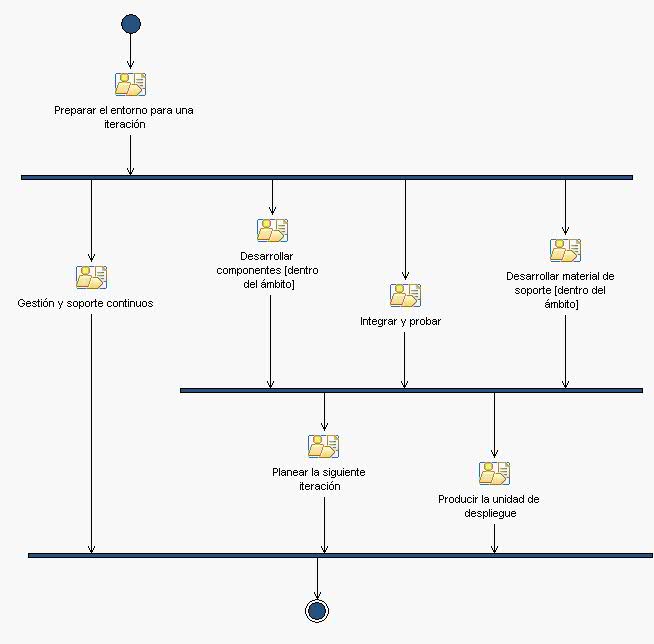 Preparar el entorno para una
iteración
Gestión y soporte continuos
Desarrollar
componentes [dentro
del ámbito]
Integrar y probar
Desarrollar material de
soporte [dentro del
ámbito]
Planear la siguiente
iteración
Producir la unidad de
despliegue